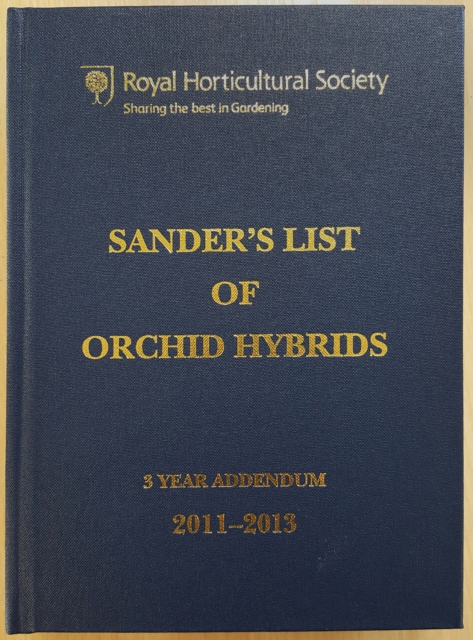 Royal Horticultural Society
Sharing the best in Gardening
SANDER'S LIST
OF
ORCHID HYBRIDS
3 YEAR ADDENDUM
2011–2013